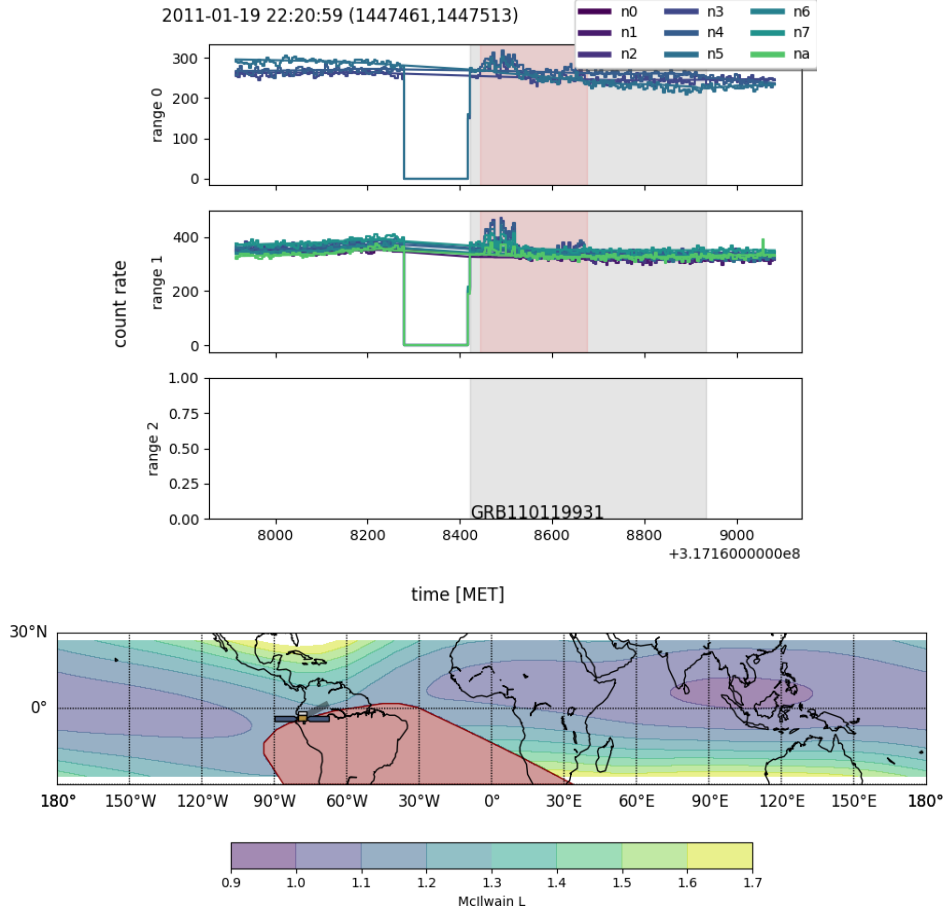 2011-01-19 22:20:59 (1447461,1447513)
n0 n3 n6
n1 n4 n7
n2 n5 na
300
200
100
0
range 0
400
200
0
range 1
count rate
1.00
0.75
0.50
0.25
0.00
range 2
GRB110119931
8000 8200 8400 8600 8800 9000
+3.1716000000e8
time [MET]
30°N
0°
180° 150°W 120°W 90°W 60°W 30°W 0° 30°E 60°E 90°E 120°E 150°E 180°
0.9 1.0 1.1 1.2 1.3 1.4 1.5 1.6 1.7
McIlwain L